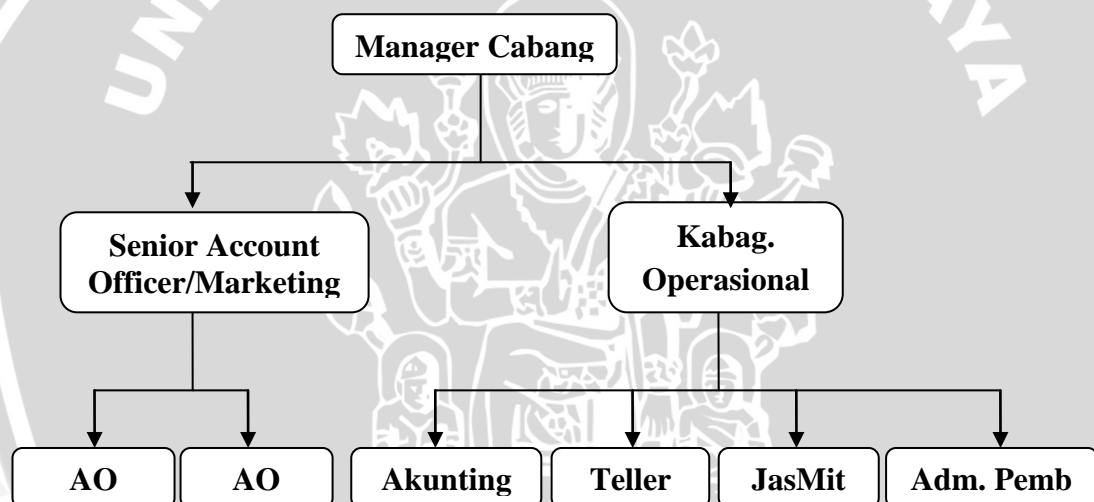 Manager Cabang
Senior Account
Officer/Marketing
Kabag.
Operasional
AO
AO
Akunting
Teller
JasMit
Adm. Pemb